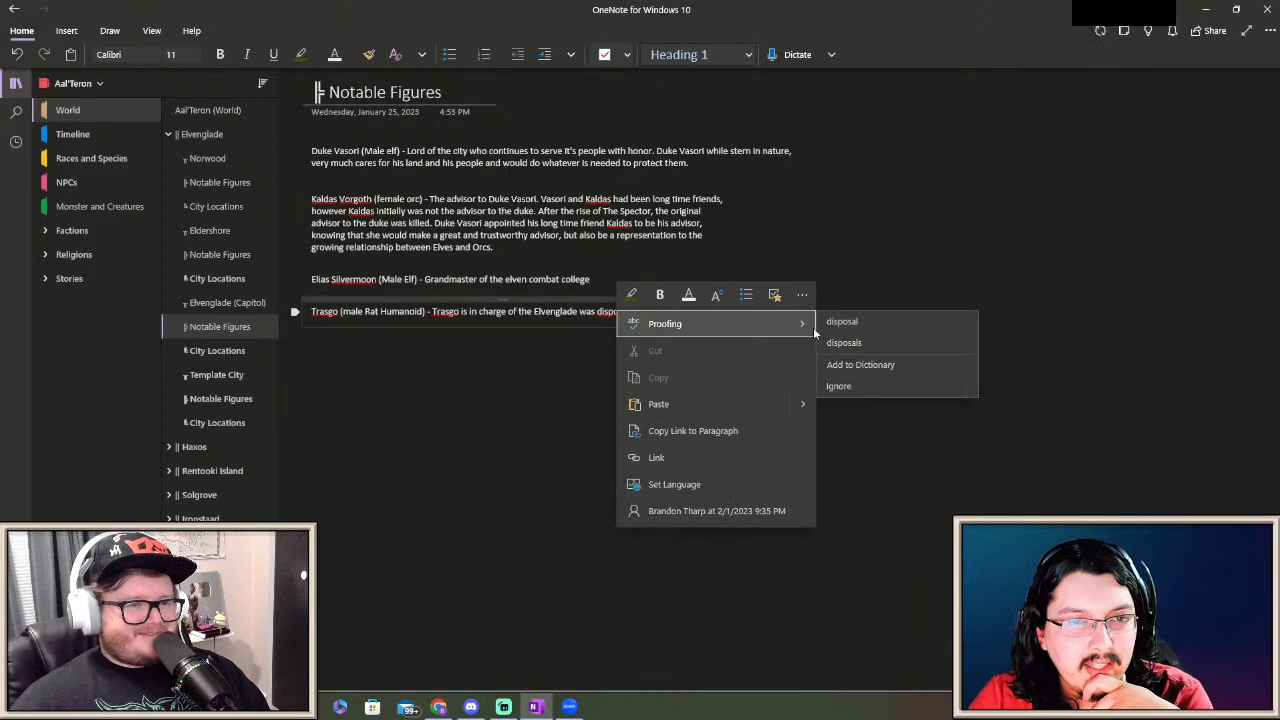 OneNote for Windows 10
Home
Insert
Draw
View
Help
Share
Calibri
11
B
I
U
A
Heading 1
Dictate
Aal'Teron
World
Timeline
Races and Species
NPCs
Monster and Creatures
Factions
Religions
Stories
Aal'Teron (World)
|| Elvenglade
╔ Norwood
╠ Notable Figures
╚ City Locations
╔ Eldershore
╠ Notable Figures
╚ City Locations
╔ Elvenglade (Capitol)
╠ Notable Figures
╚ City Locations
╔ Template City
╠ Notable Figures
╚ City Locations
|| Haxos
|| Rentooki Island
|| Solgrove
|| Ironstaad
╠ Notable Figures
Wednesday, January 25, 2023
4:53 PM
Duke Vasori (Male elf) - Lord of the city who continues to serve it's people with honor. Duke Vasori while stern in nature,
very much cares for his land and his people and would do whatever is needed to protect them.
Kaldas Vorgoth (female orc) - The advisor to Duke Vasori. Vasori and Kaldas had been long time friends,
however Kaldas initially was not the advisor to the duke. After the rise of The Spector, the original
advisor to the duke was killed. Duke Vasori appointed his long time friend Kaldas to be his advisor,
knowing that she would make a great and trustworthy advisor, but also be a representation to the
growing relationship between Elves and Orcs.
Elias Silvermoon (Male Elf) - Grandmaster of the elven combat college
Trasgo (male Rat Humanoid) - Trasgo is in charge of the Elvenglade was dispo
B
A
A
abc
Proofing
Cut
Copy
Paste
Copy Link to Paragraph
Link
Set Language
Brandon Tharp at 2/1/2023 9:35 PM
disposal
disposals
Add to Dictionary
Ignore
99+
N
zoom